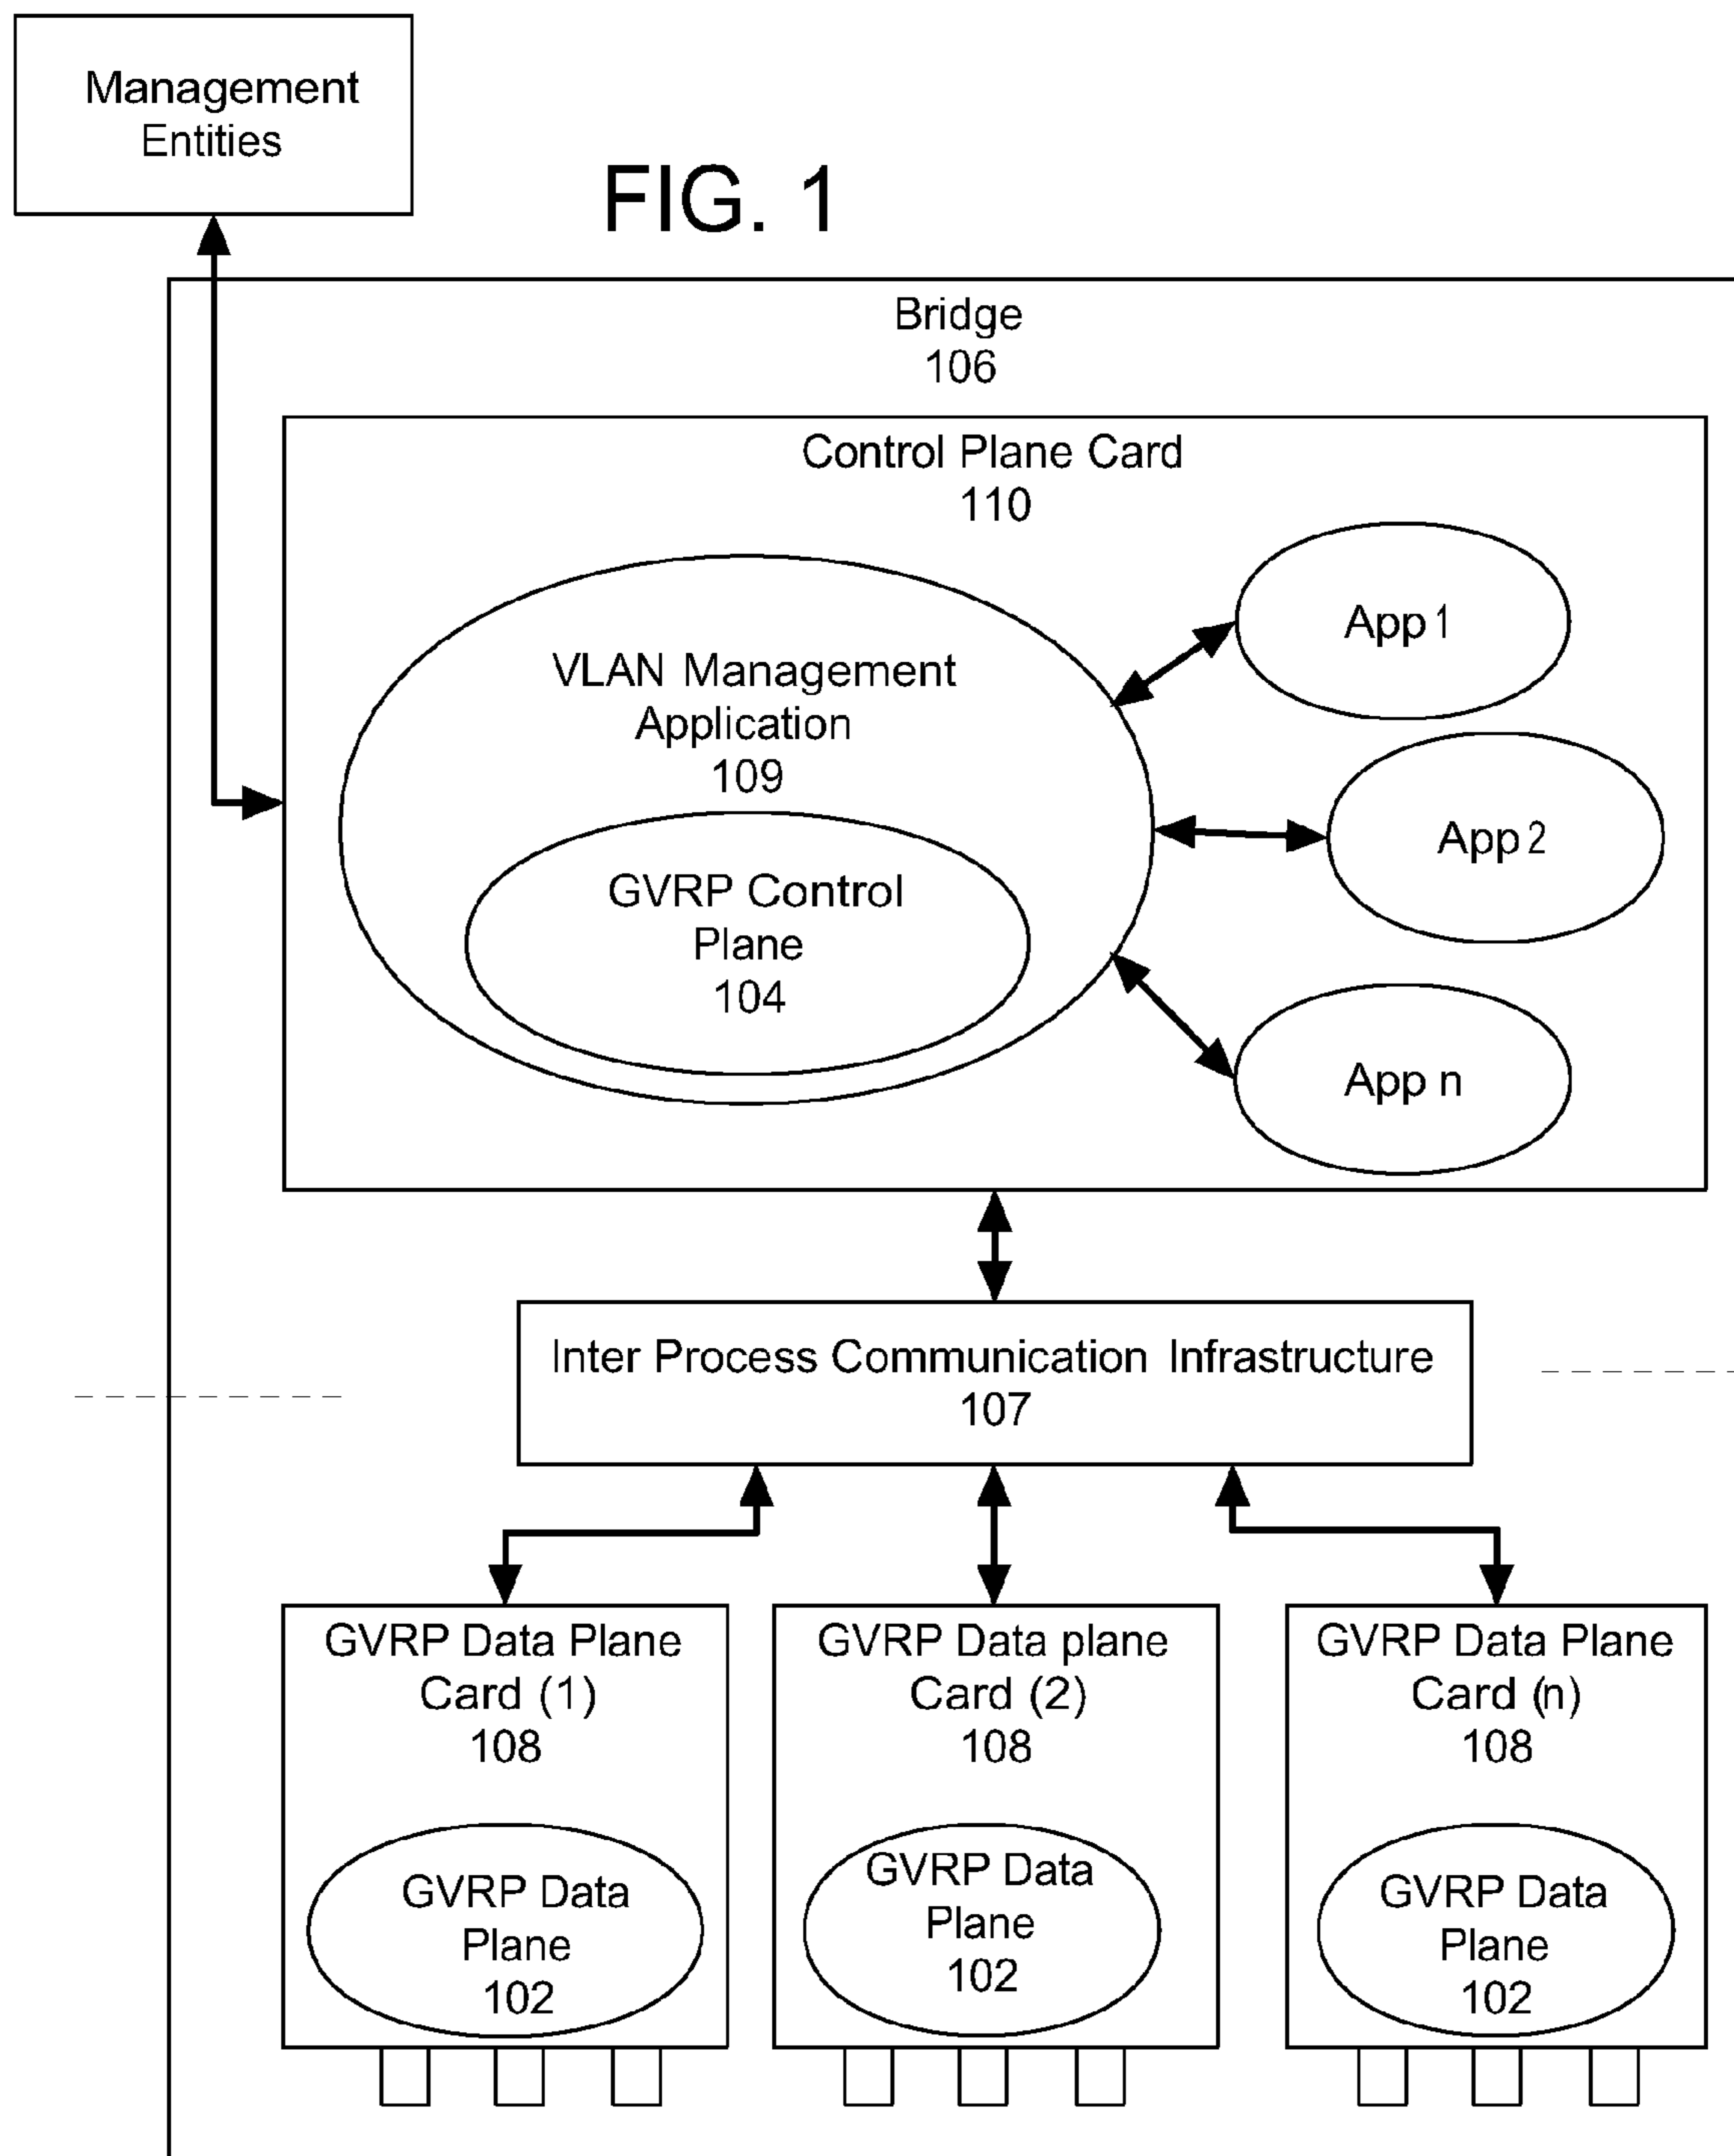 Management
Entities
FIG. 1
Bridge
106
Control Plane Card
110
VLAN Management
Application
109
GVRP Control
Plane
104
App 1
App 2
App n
Inter Process Communication Infrastructure
107
GVRP Data Plane
Card (1)
108
GVRP Data
Plane
102
GVRP Data plane
Card (2)
108
GVRP Data
Plane
102
GVRP Data Plane
Card (n)
108
GVRP Data
Plane
102